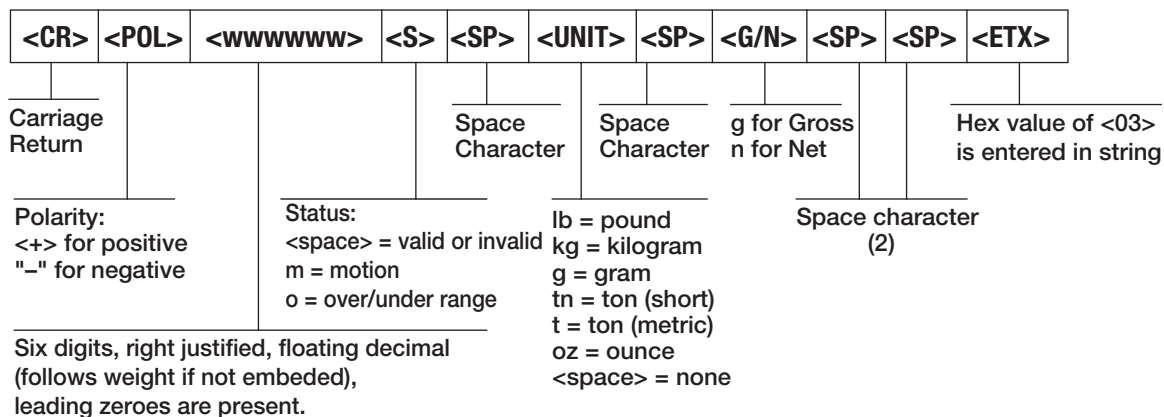 <CR> <POL> <wwwwww> <S> <SP> <UNIT> <SP> <G/N> <SP> <SP> <ETX>
Carriage
Return
Space
Character
Space
Character
g for Gross
n for Net
Hex value of <03>
is entered in string
Polarity:
<+> for positive
"–" for negative
Status:
<space> = valid or invalid
m = motion
o = over/under range
lb = pound
kg = kilogram
g = gram
tn = ton (short)
t = ton (metric)
oz = ounce
<space> = none
Space character
(2)
Six digits, right justified, floating decimal
(follows weight if not embeded),
leading zeroes are present.